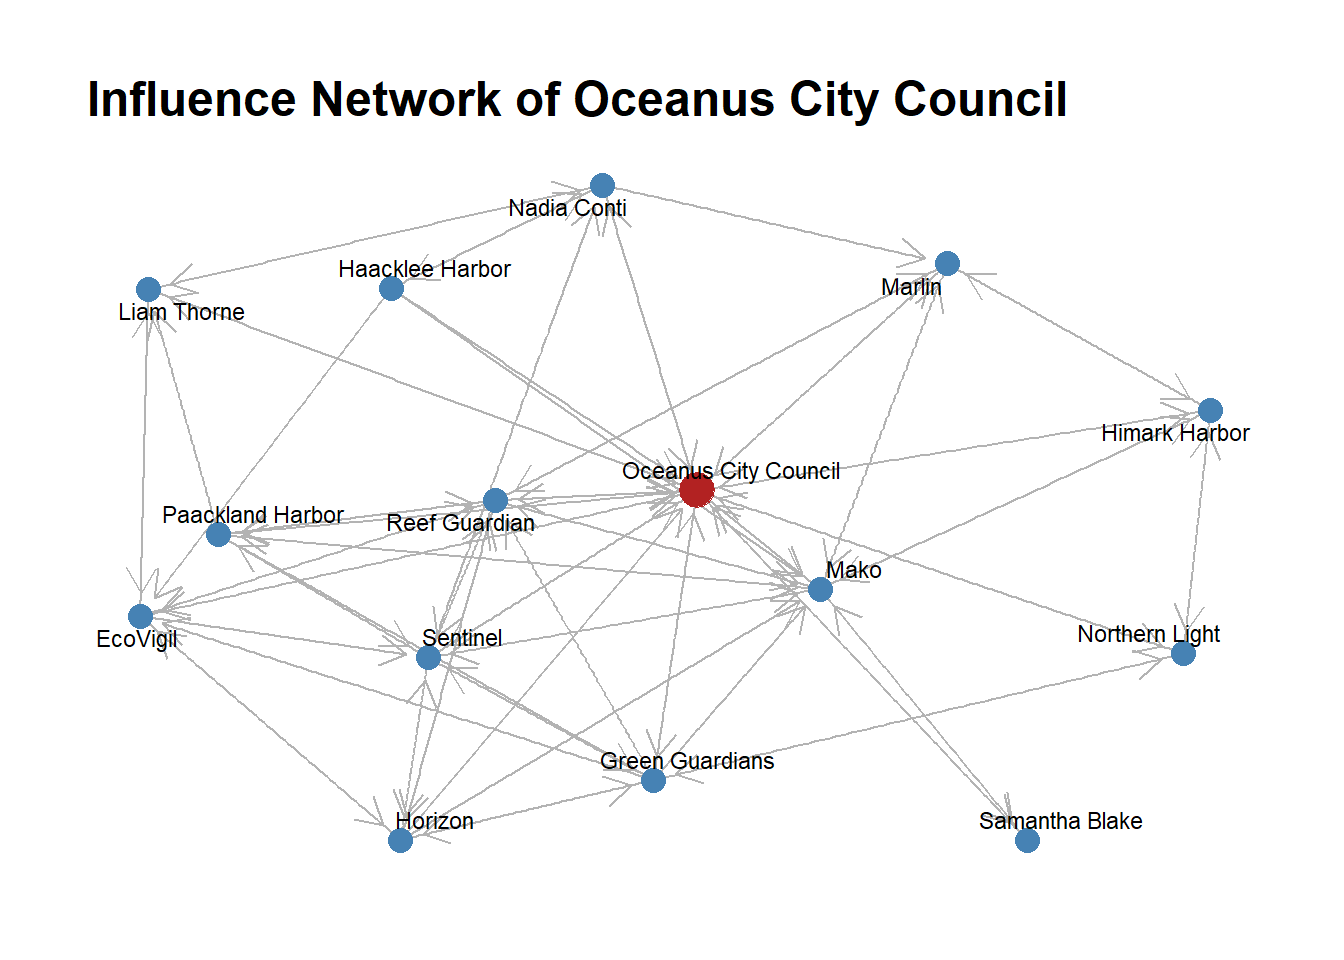 Influence Network of Oceanus City Council
Nadia Conti
Haacklee Harbor
Marlin
Liam Thorne
Himark Harbor
Oceanus City Council
Paackland Harbor
Reef Guardian
Mako
EcoVigil
Sentinel
Northern Light
Green Guardians
Horizon
Samantha Blake